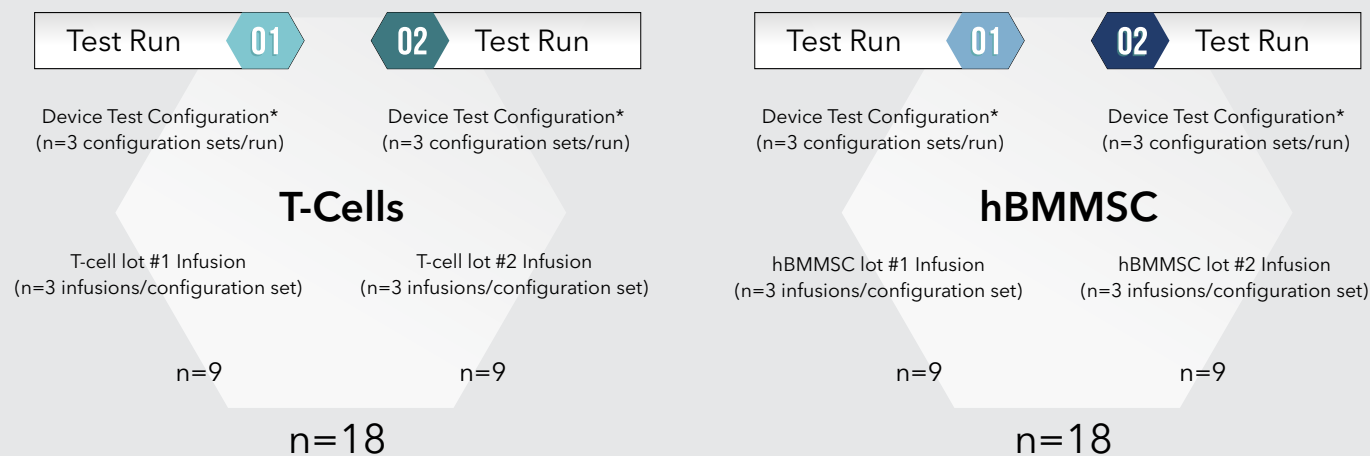 Test Run 01
02 Test Run
Device Test Configuration*
(n=3 configuration sets/run)
Device Test Configuration*
(n=3 configuration sets/run)
T-Cells
T-cell lot #1 Infusion
(n=3 infusions/configuration set)
T-cell lot #2 Infusion
(n=3 infusions/configuration set)
n=9
n=9
n=18
Test Run 01
02 Test Run
Device Test Configuration*
(n=3 configuration sets/run)
Device Test Configuration*
(n=3 configuration sets/run)
hBMMSC
hBMMSC lot #1 Infusion
(n=3 infusions/configuration set)
hBMMSC lot #2 Infusion
(n=3 infusions/configuration set)
n=9
n=9
n=18